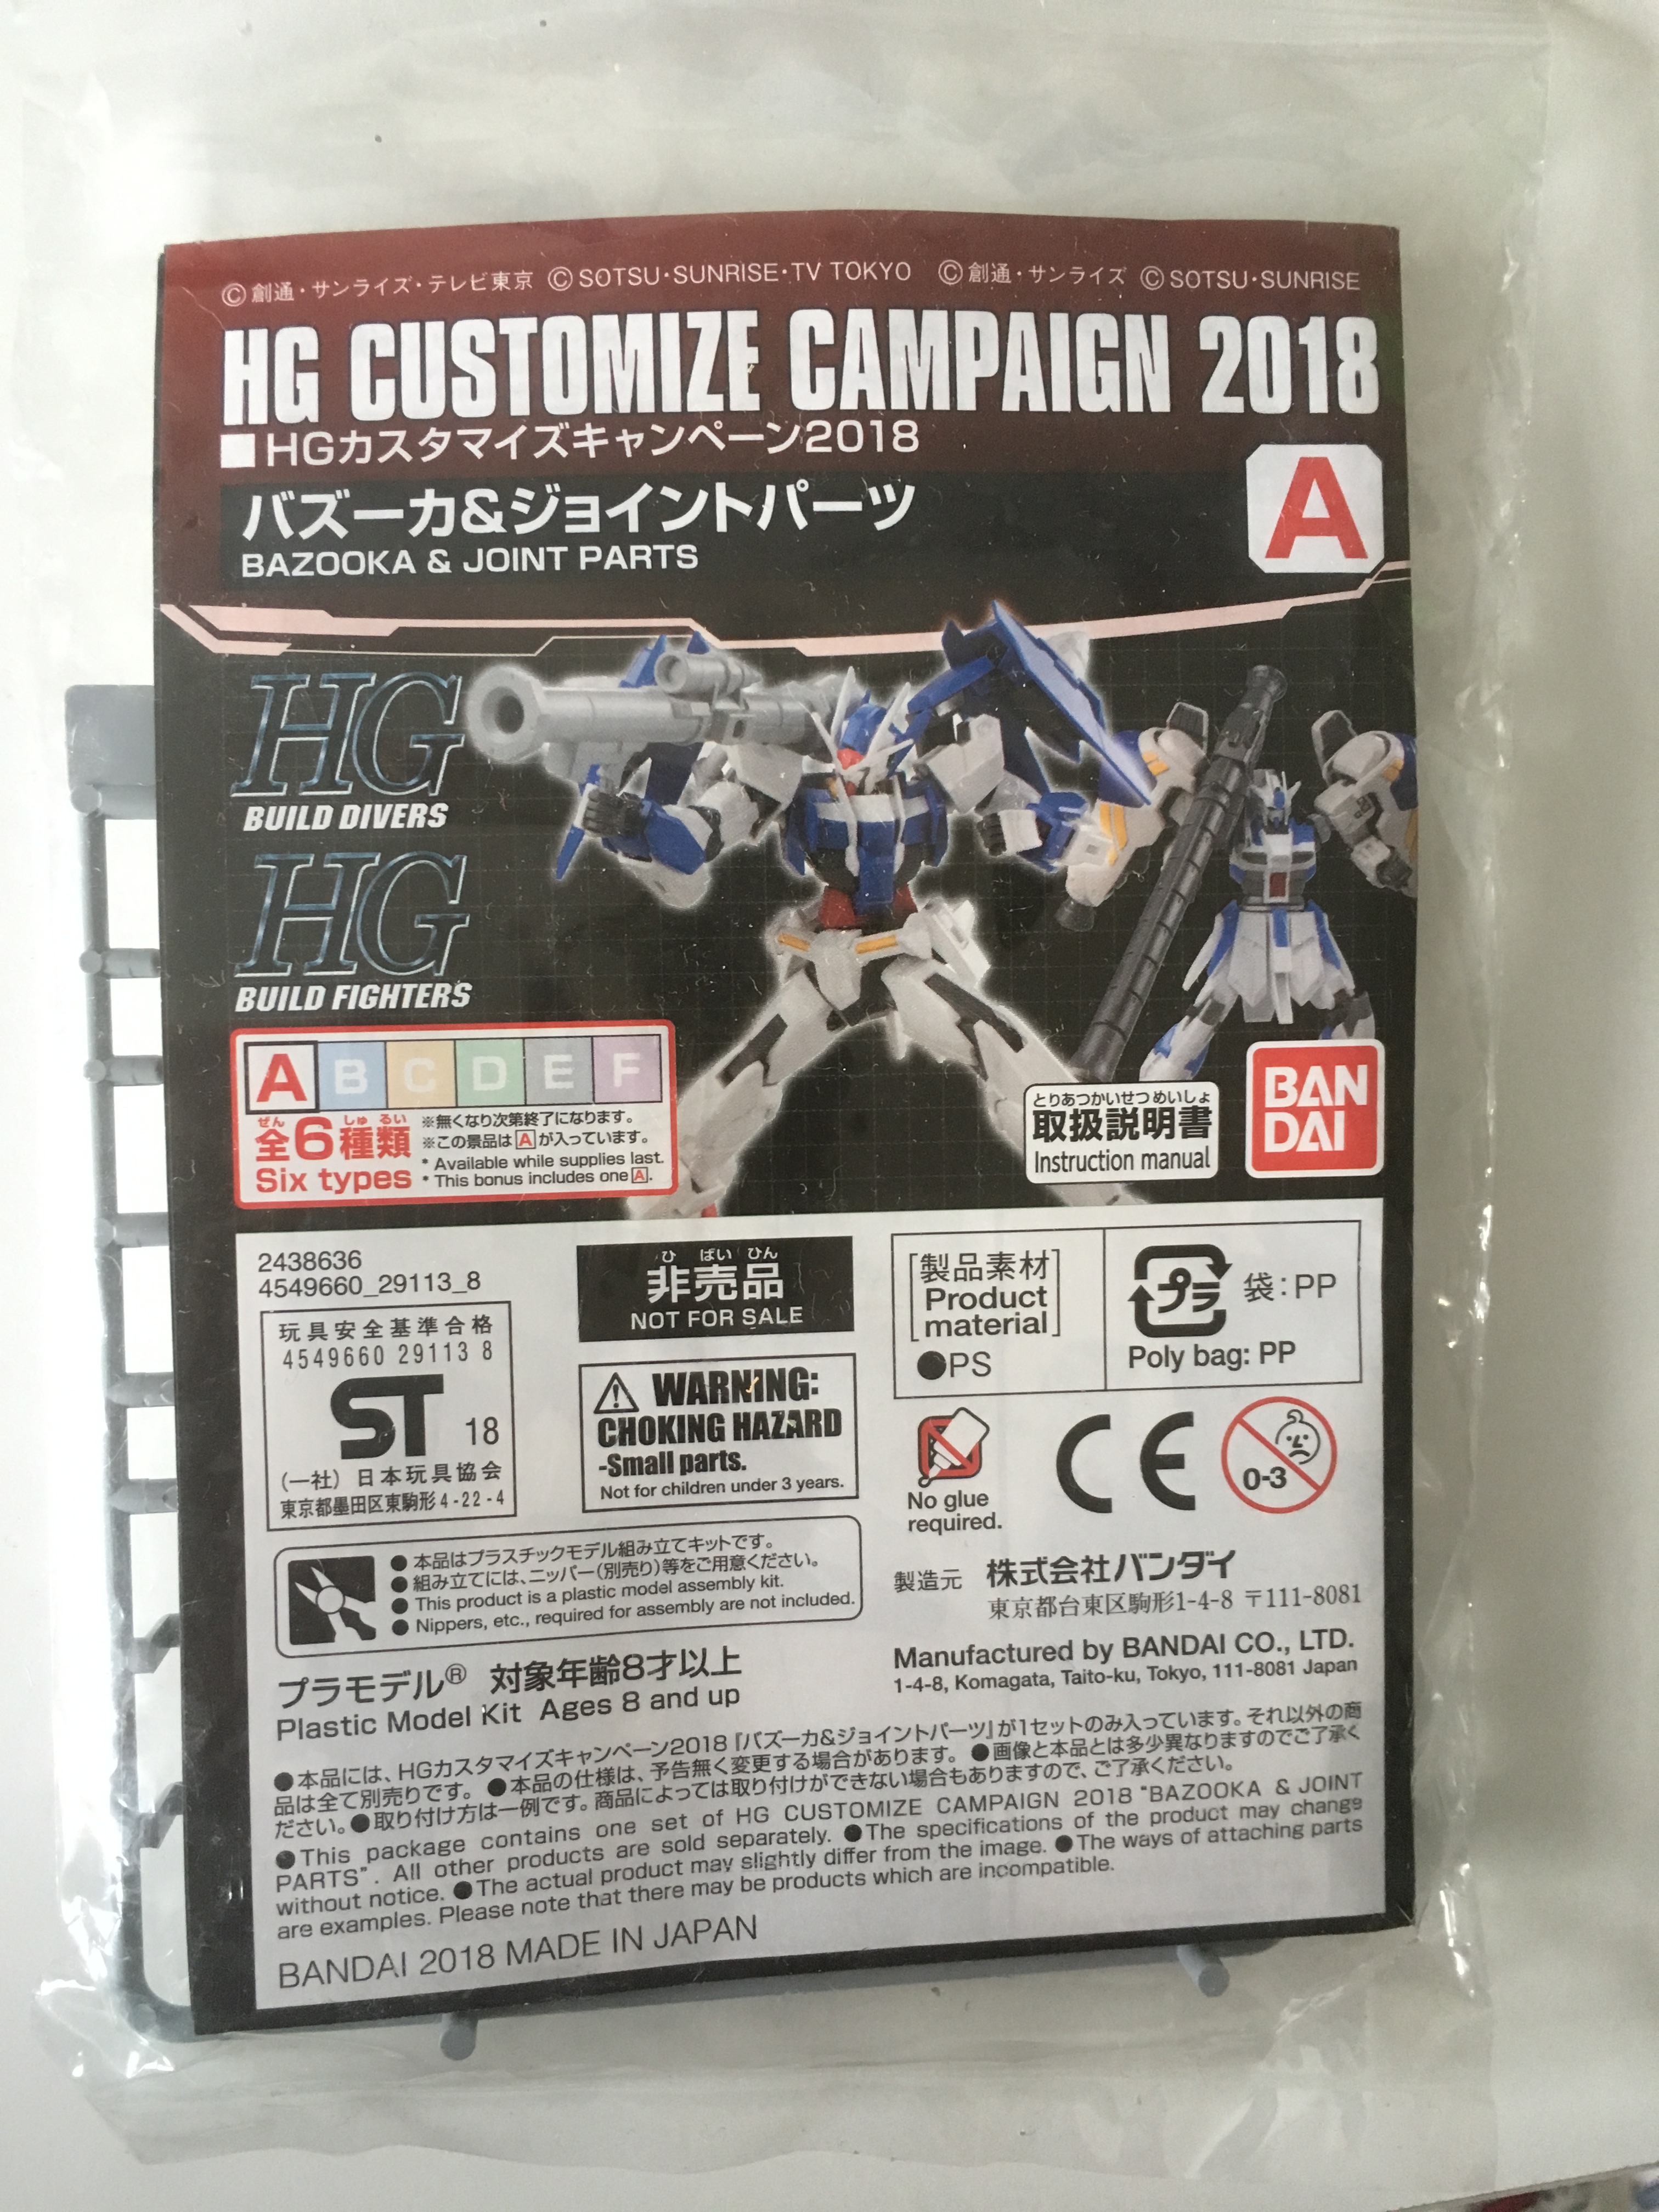 ©創通・サンライズ・テレビ東京 ©SOTSU・SUNRISE・TV TOKYO ©創通・サンライズ ©SOTSU・SUNRISE
HG CUSTOMIZE CAMPAIGN 2018
■HGカスタマイズキャンペーン2018
バズーカ&ジョイントパーツ
BAZOOKA & JOINT PARTS
A
HG
BUILD DIVERS
HG
BUILD FIGHTERS
A B C D E F
ぜん しゅ るい
全6種類
Six types
※無くなり次第終了になります。
※この景品はAが入っています。
* Available while supplies last.
* This bonus includes one A.
とりあつかいせつめいしょ
取扱説明書
Instruction manual
BAN
DAI
2438636
4549660_29113_8
玩具安全基準合格
4549660 29113 8
ST 18
(一社) 日本玩具協会
東京都墨田区東駒形4-22-4
ひ ばい ひん
非売品
NOT FOR SALE
WARNING:
CHOKING HAZARD
-Small parts.
Not for children under 3 years.
[製品素材
Product
material]
●PS
プラ 袋:PP
Poly bag: PP
No glue
required.
CE
0-3
●本品はプラスチックモデル組み立てキットです。
●組み立てには、ニッパー(別売り)等をご用意ください。
●This product is a plastic model assembly kit.
●Nippers, etc., required for assembly are not included.
製造元 株式会社バンダイ
東京都台東区駒形1-4-8 〒111-8081
Manufactured by BANDAI CO., LTD.
1-4-8, Komagata, Taito-ku, Tokyo, 111-8081 Japan
プラモデル® 対象年齢8才以上
Plastic Model Kit Ages 8 and up
●本品には、HGカスタマイズキャンペーン2018『バズーカ&ジョイントパーツ』が1セットのみ入っています。それ以外の商
品は全て別売りです。●本品の仕様は、予告無く変更する場合があります。●画像と本品とは多少異なりますのでご了承く
ださい。●取り付け方は一例です。商品によっては取り付けができない場合もありますので、ご了承ください。
●This package contains one set of HG CUSTOMIZE CAMPAIGN 2018 "BAZOOKA & JOINT
PARTS". All other products are sold separately. ●The specifications of the product may change
without notice. ●The actual product may slightly differ from the image. ●The ways of attaching parts
are examples. Please note that there may be products which are incompatible.
BANDAI 2018 MADE IN JAPAN